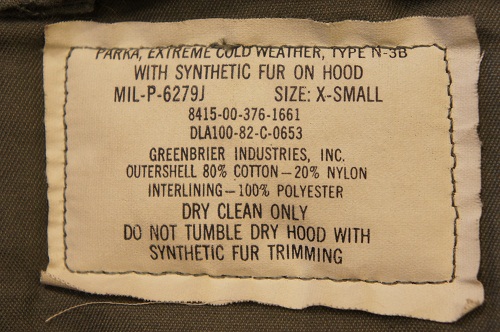 PARKA, EXTREME COLD WEATHER, TYPE N-3B
WITH SYNTHETIC FUR ON HOOD
MIL-P-6279J SIZE: X-SMALL
8415-00-376-1661
DLA100-82-C-0653
GREENBRIER INDUSTRIES, INC.
OUTERSHELL 80% COTTON-20% NYLON
INTERLINING-100% POLYESTER
DRY CLEAN ONLY
DO NOT TUMBLE DRY HOOD WITH
SYNTHETIC FUR TRIMMING